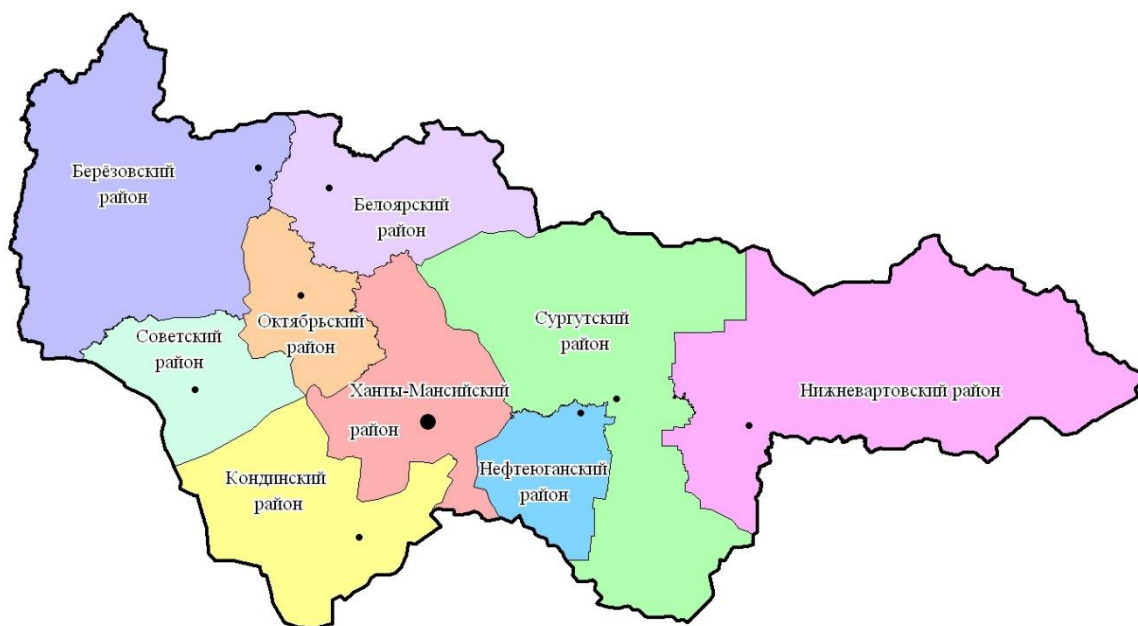 Берёзовский
район
Белоярский
район
Октябрьский
район
Советский
район
Сургутский
район
Ханты-Мансийский
район
Нижневартовский район
Нефтеюганский
район
Кондинский
район